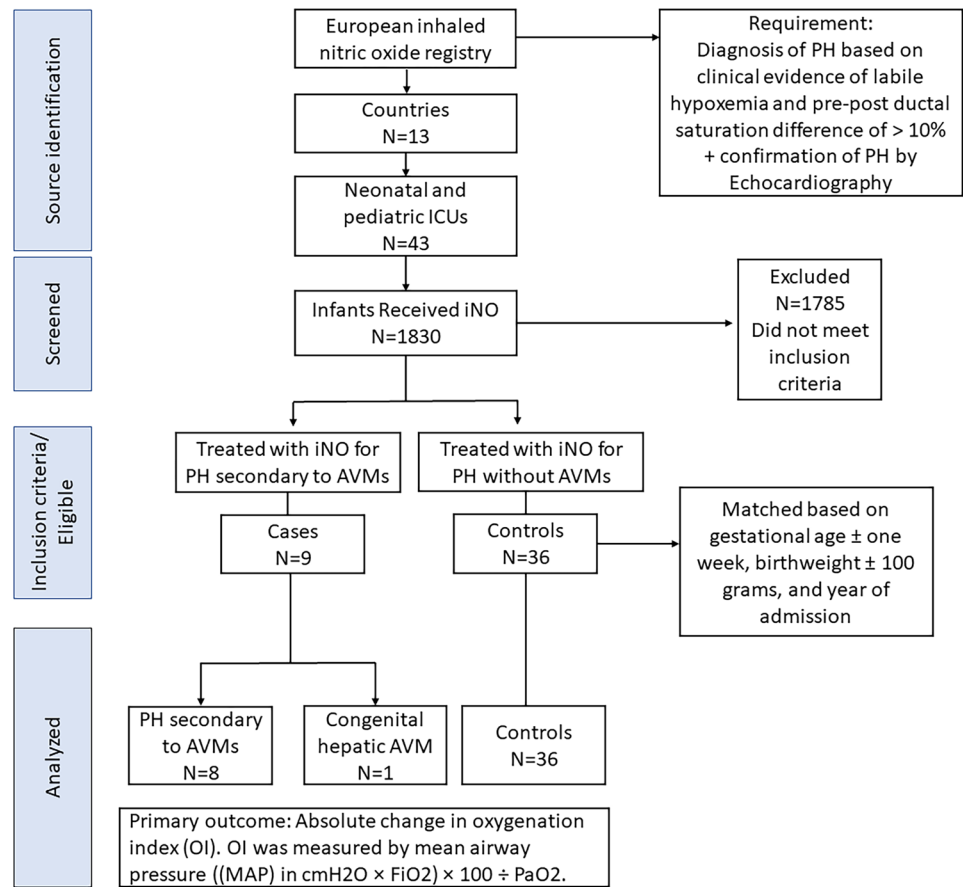 Source identification
European inhaled
nitric oxide registry
Requirement:
Diagnosis of PH based on
clinical evidence of labile
hypoxemia and pre-post ductal
saturation difference of > 10%
+ confirmation of PH by
Echocardiography
Countries
N=13
Neonatal and
pediatric ICUs
N=43
Screened
Infants Received iNO
N=1830
Excluded
N=1785
Did not meet
inclusion
criteria
Inclusion criteria/
Eligible
Treated with iNO for
PH secondary to AVMs
Treated with iNO for
PH without AVMs
Cases
N=9
Controls
N=36
Matched based on
gestational age ± one
week, birthweight ± 100
grams, and year of
admission
Analyzed
PH secondary
to AVMs
N=8
Congenital
hepatic AVM
N=1
Controls
N=36
Primary outcome: Absolute change in oxygenation
index (OI). OI was measured by mean airway
pressure ((MAP) in cmH2O × FiO2) × 100 ÷ PaO2.